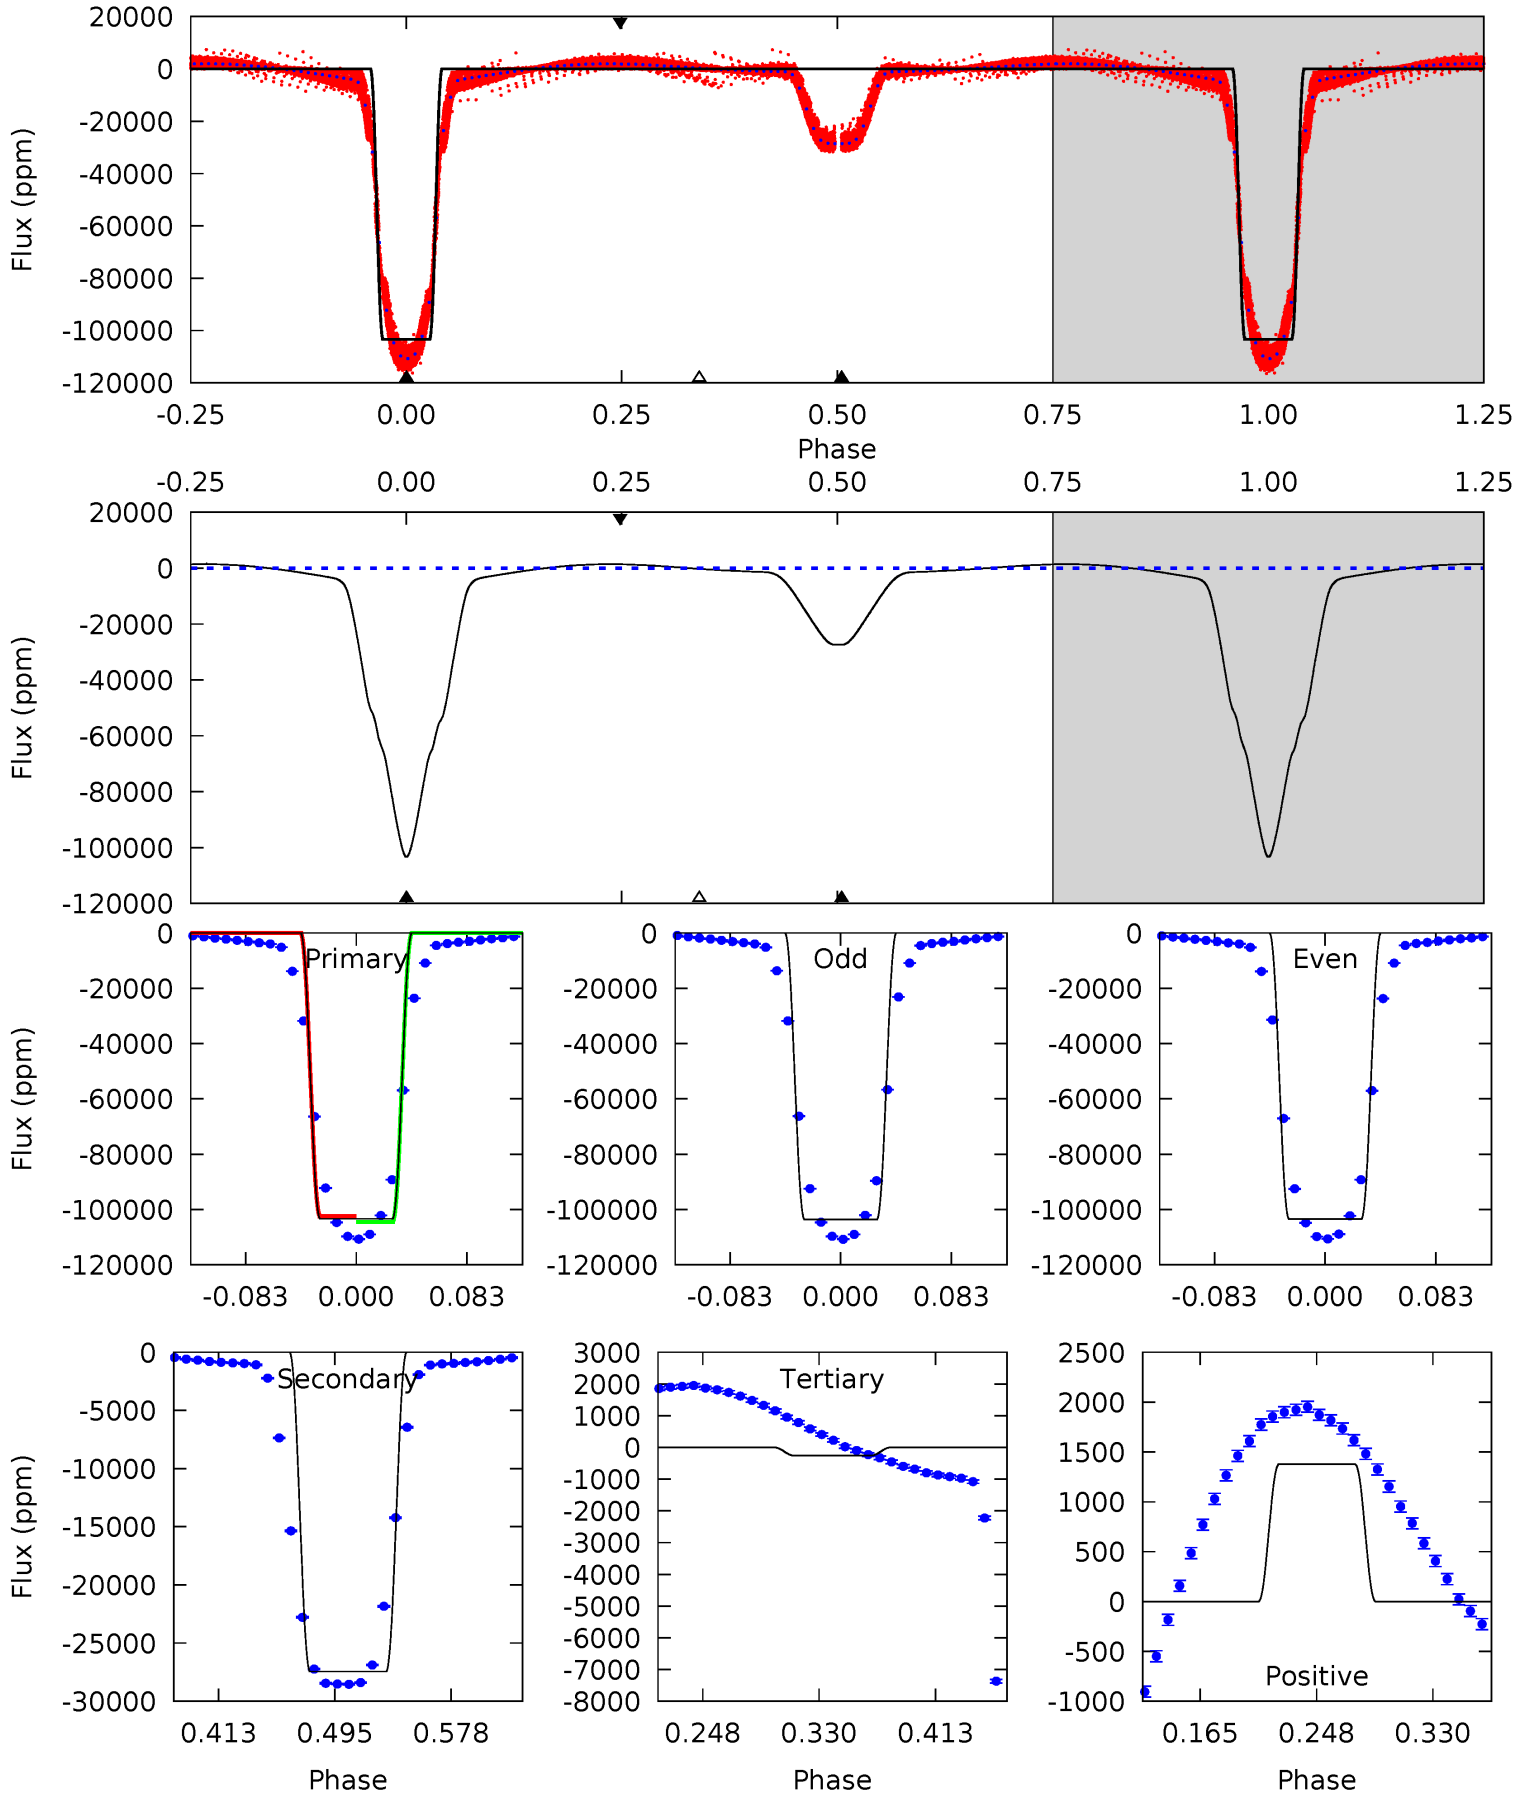 20000
0
-20000
-40000
-60000
-80000
-100000
-120000
Flux (ppm)
-0.25 0.00 0.25 0.50 0.75 1.00 1.25
Phase
-0.25 0.00 0.25 0.50 0.75 1.00 1.25
20000
0
-20000
-40000
-60000
-80000
-100000
-120000
Flux (ppm)
Primary
0
-20000
-40000
-60000
-80000
-100000
-120000
Flux (ppm)
-0.083 0.000 0.083
Odd
0
-20000
-40000
-60000
-80000
-100000
-120000
-0.083 0.000 0.083
Even
0
-20000
-40000
-60000
-80000
-100000
-120000
-0.083 0.000 0.083
Secondary
0
-5000
-10000
-15000
-20000
-25000
-30000
Flux (ppm)
0.413 0.495 0.578
Phase
Tertiary
3000
2000
1000
0
-1000
-2000
-3000
-4000
-5000
-6000
-7000
-8000
0.248 0.330 0.413
Phase
2500
2000
1500
1000
500
0
-500
-1000
Positive
0.165 0.248 0.330
Phase